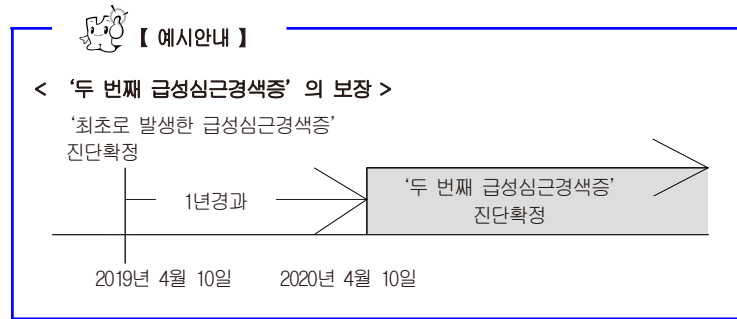 【 예시안내 】
< ‘두 번째 급성심근경색증’ 의 보장 >
‘최초로 발생한 급성심근경색증’
진단확정
1년경과
‘두 번째 급성심근경색증’
진단확정
2019년 4월 10일
2020년 4월 10일